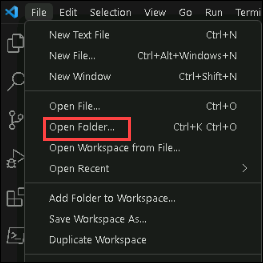 File Edit Selection View Go Run Termi
New Text File Ctrl+N
New File... Ctrl+Alt+Windows+N
New Window Ctrl+Shift+N
Open File... Ctrl+O
Open Folder... Ctrl+K Ctrl+O
Open Workspace from File...
Open Recent
Add Folder to Workspace...
Save Workspace As...
Duplicate Workspace